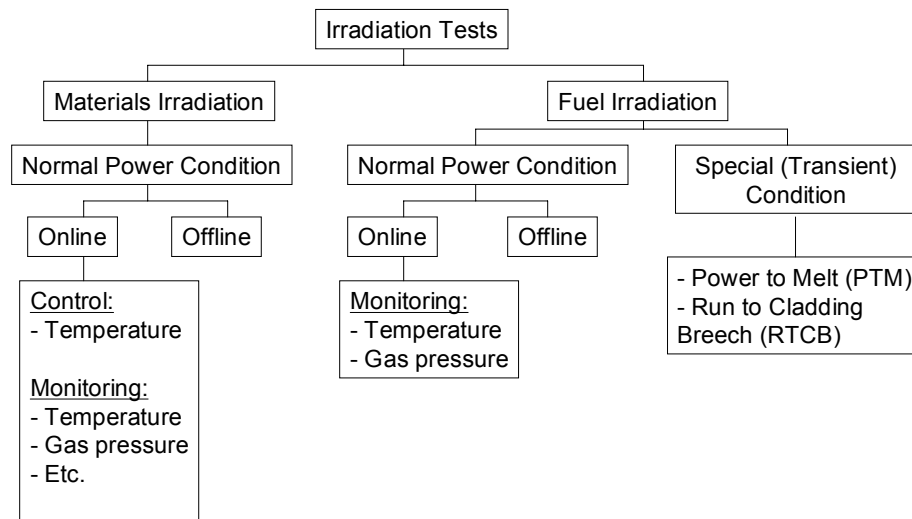 Irradiation Tests
Materials Irradiation
Fuel Irradiation
Normal Power Condition
Normal Power Condition
Special (Transient)
Condition
Online
Offline
Online
Offline
Control:
- Temperature
Monitoring:
- Temperature
- Gas pressure
- Etc.
Monitoring:
- Temperature
- Gas pressure
- Power to Melt (PTM)
- Run to Cladding
Breech (RTCB)